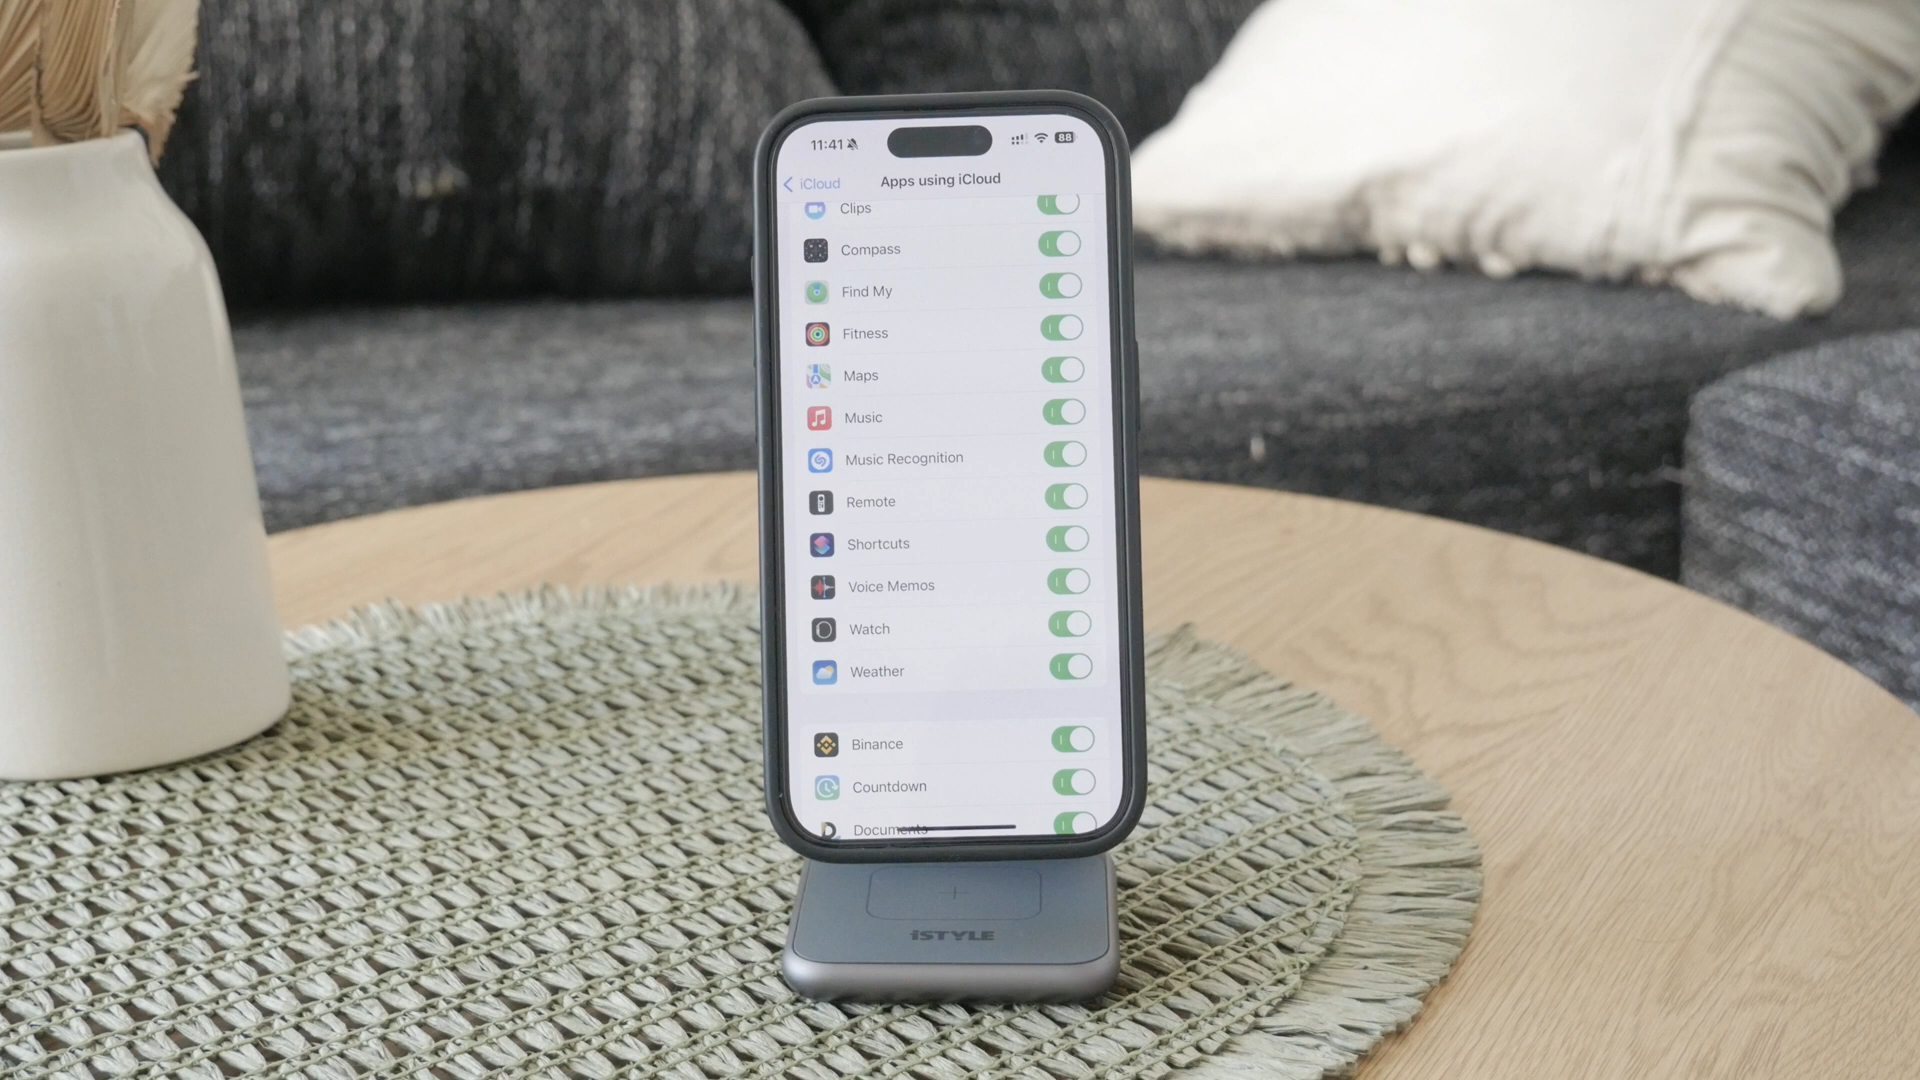 11:41
88
iCloud
Apps using iCloud
Clips
Compass
Find My
Fitness
Maps
Music
Music Recognition
Remote
Shortcuts
Voice Memos
Watch
Weather
Binance
Countdown
Documents
iSTYLE